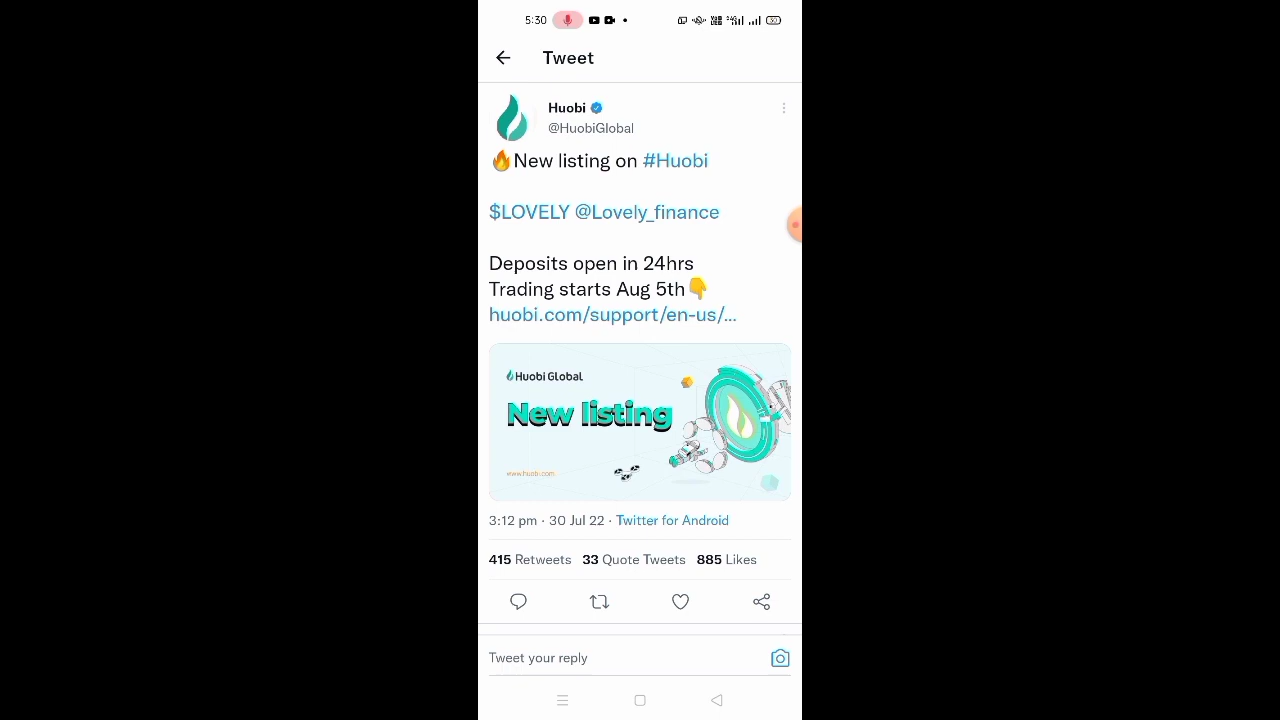 5:30
Tweet
Huobi
@HuobiGlobal
🔥New listing on #Huobi
$LOVELY @Lovely_finance
Deposits open in 24hrs
Trading starts Aug 5th👇
huobi.com/support/en-us/...
Huobi Global
New listing
www.huobi.com
3:12 pm · 30 Jul 22 · Twitter for Android
415 Retweets 33 Quote Tweets 885 Likes
Tweet your reply